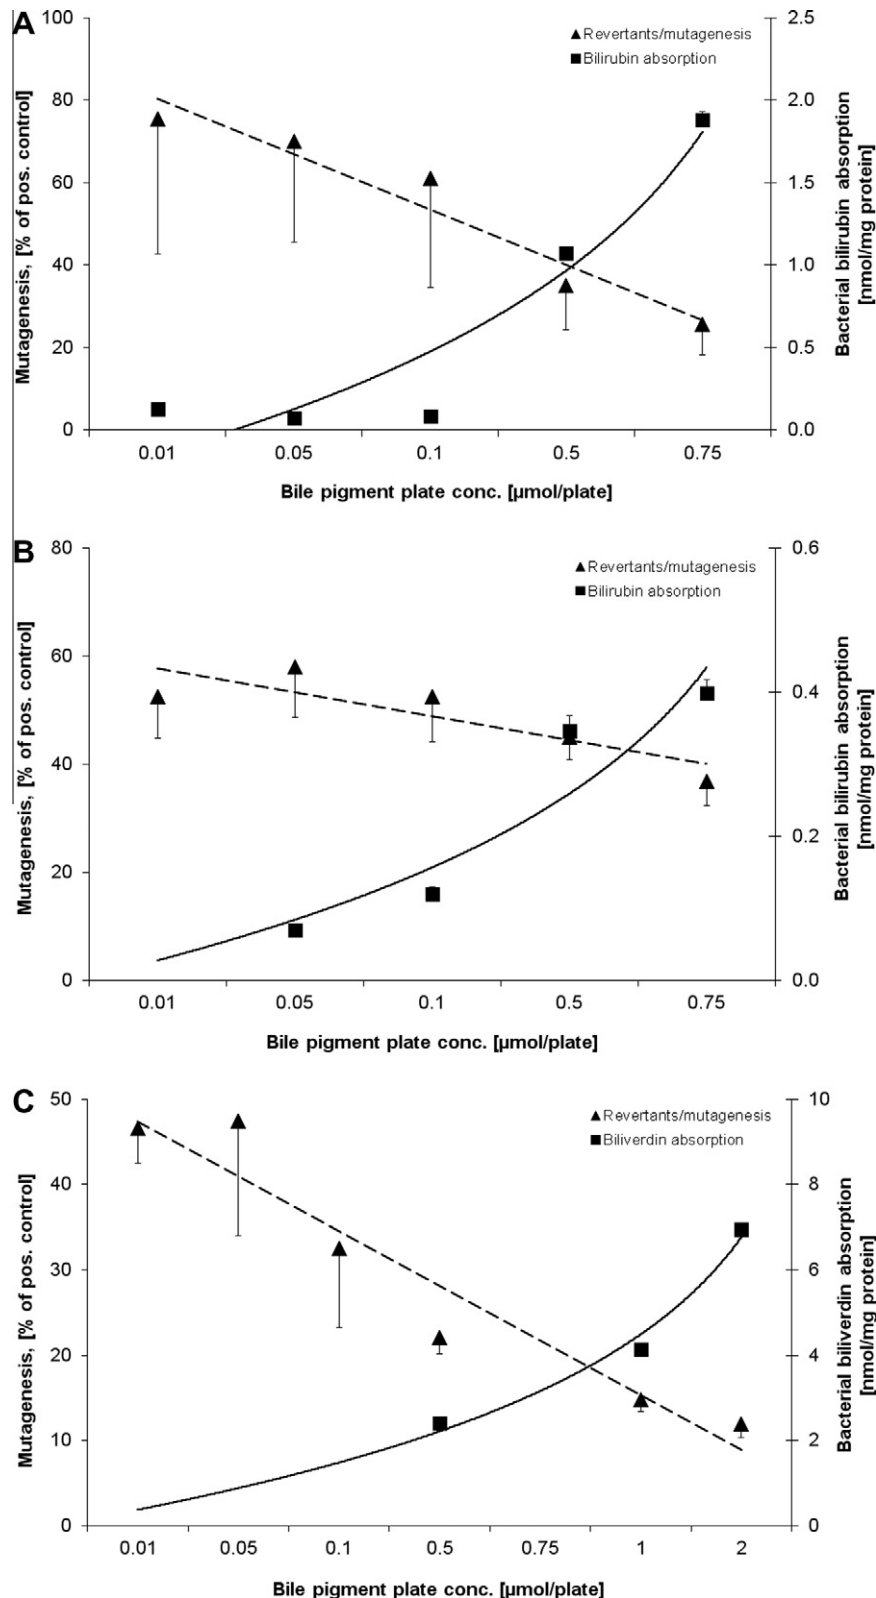 A
Revertants/mutagenesis
Bilirubin absorption
Mutagenesis, [% of pos. control]
100
80
60
40
20
0
2.5
2.0
1.5
1.0
0.5
0.0
Bacterial bilirubin absorption
[nmol/mg protein]
0.01 0.05 0.1 0.5 0.75
Bile pigment plate conc. [µmol/plate]
B
Revertants/mutagenesis
Bilirubin absorption
Mutagenesis, [% of pos. control]
80
60
40
20
0
0.6
0.4
0.2
0.0
Bacterial bilirubin absorption
[nmol/mg protein]
0.01 0.05 0.1 0.5 0.75
Bile pigment plate conc. [µmol/plate]
C
Revertants/mutagenesis
Biliverdin absorption
Mutagenesis, [% of pos. control]
50
40
30
20
10
0
10
8
6
4
2
0
Bacterial biliverdin absorption
[nmol/mg protein]
0.01 0.05 0.1 0.5 0.75 1 2
Bile pigment plate conc. [µmol/plate]